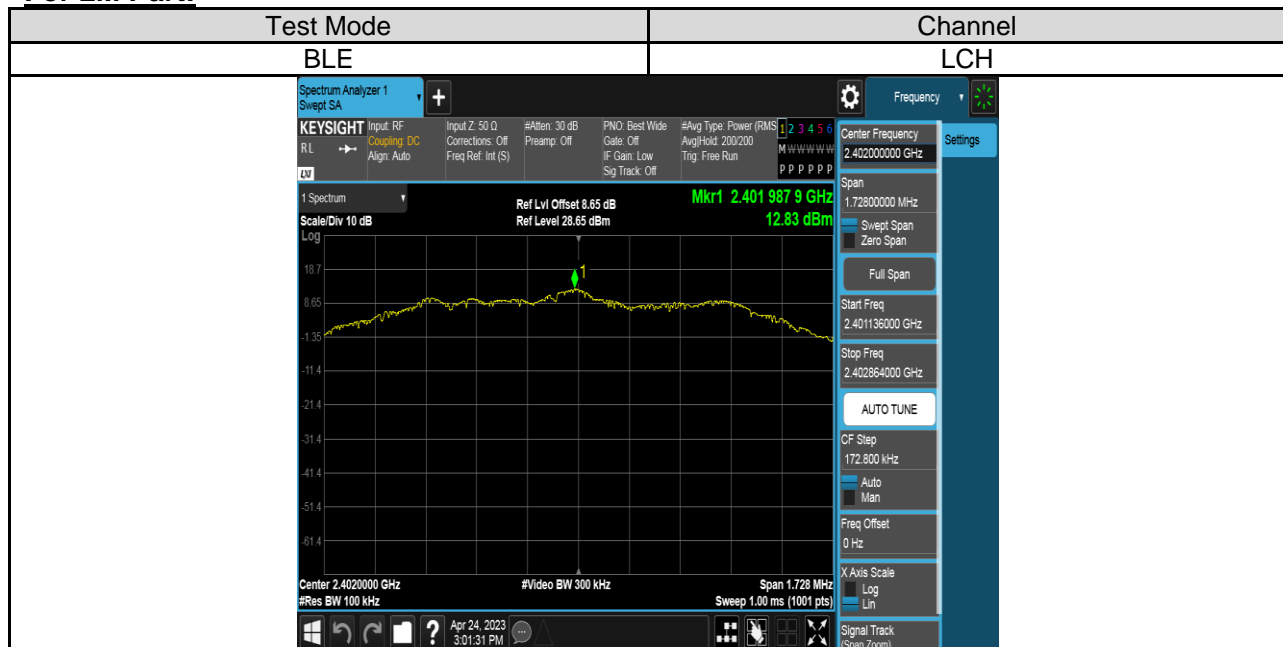 Test Mode Channel
BLE LCH
Spectrum Analyzer 1
Swept SA
Frequency
KEYSIGHT
RL
LXI
Input: RF
Coupling: DC
Align: Auto
Input Z: 50 Ω
Corrections: Off
Freq Ref: Int (S)
#Atten: 30 dB
Preamp: Off
PNO: Best Wide
Gate: Off
IF Gain: Low
Sig Track: Off
#Avg Type: Power (RMS
Avg|Hold: 200/200
Trig: Free Run
1 2 3 4 5 6
M W W W W W
P P P P P P
1 Spectrum
Scale/Div 10 dB
Log
Ref Lvl Offset 8.65 dB
Ref Level 28.65 dBm
Mkr1 2.401 987 9 GHz
12.83 dBm
1
18.7
8.65
-1.35
-11.4
-21.4
-31.4
-41.4
-51.4
-61.4
Center 2.4020000 GHz
#Res BW 100 kHz
#Video BW 300 kHz
Span 1.728 MHz
Sweep 1.00 ms (1001 pts)
Settings
Center Frequency
2.402000000 GHz
Span
1.72800000 MHz
Swept Span
Zero Span
Full Span
Start Freq
2.401136000 GHz
Stop Freq
2.402864000 GHz
AUTO TUNE
CF Step
172.800 kHz
Auto
Man
Freq Offset
0 Hz
X Axis Scale
Log
Lin
Signal Track
(Span Zoom)
?
Apr 24, 2023
3:01:31 PM